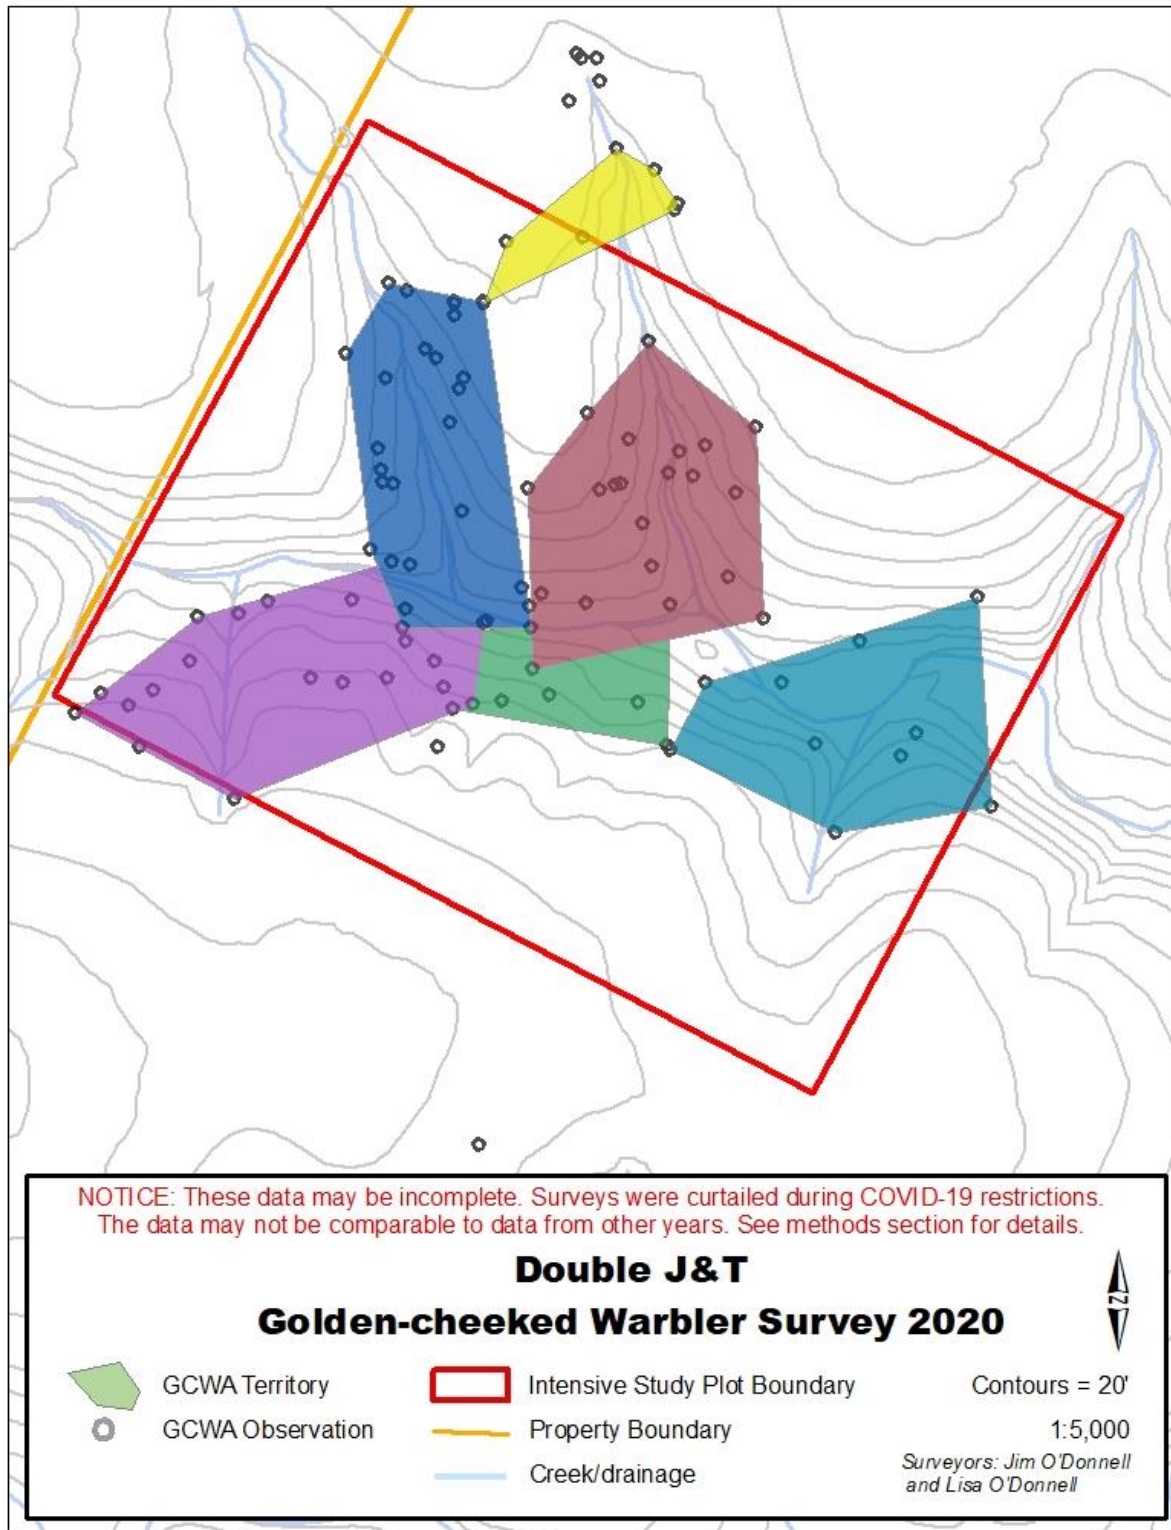 NOTICE: These data may be incomplete. Surveys were curtailed during COVID-19 restrictions.
The data may not be comparable to data from other years. See methods section for details.
Double J&T
Golden-cheeked Warbler Survey 2020
N
GCWA Territory
Intensive Study Plot Boundary
Contours = 20'
GCWA Observation
Property Boundary
1:5,000
Creek/drainage
Surveyors: Jim O'Donnell
and Lisa O'Donnell